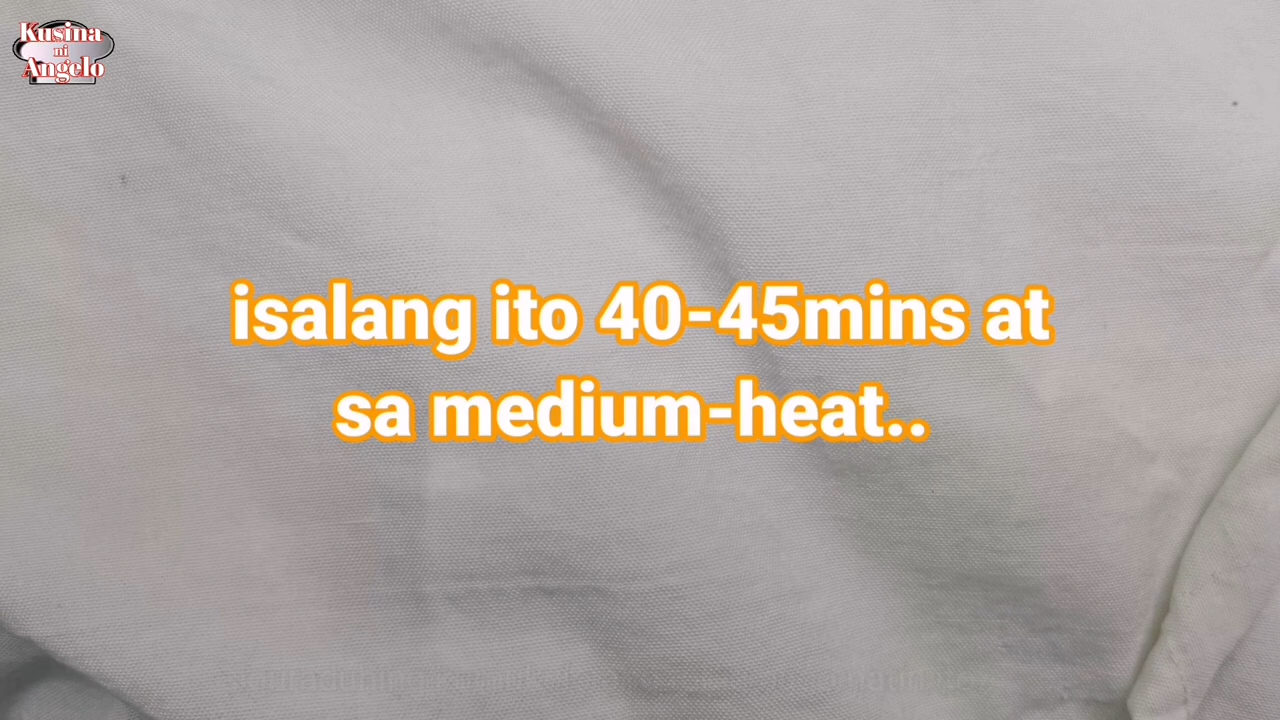 Kusina
ni
Angelo
isalang ito 40-45mins at
sa medium-heat..